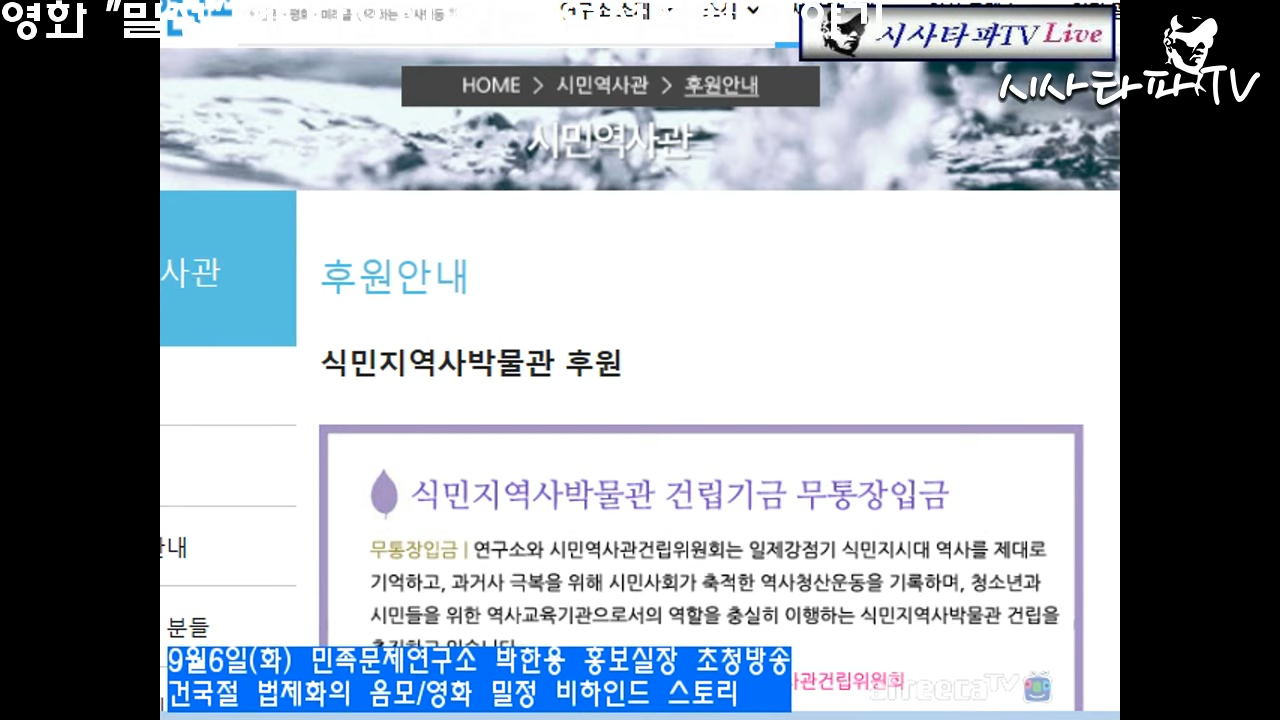 영화 "밀정"
시사타파TV Live
시사타파TV
HOME > 시민역사관 > 후원안내
시민역사관
사관
후원안내
식민지역사박물관 후원
식민지역사박물관 건립기금 무통장입금
무통장입금 | 연구소와 시민역사관건립위원회는 일제강점기 식민지시대 역사를 제대로
기억하고, 과거사 극복을 위해 시민사회가 축적한 역사청산운동을 기록하며, 청소년과
시민들을 위한 역사교육기관으로서의 역할을 충실히 이행하는 식민지역사박물관 건립을
안내
분들
사관건립위원회
afreecaTV
9월6일(화) 민족문제연구소 박한용 홍보실장 초청방송
건국절 법제화의 음모/영화 밀정 비하인드 스토리